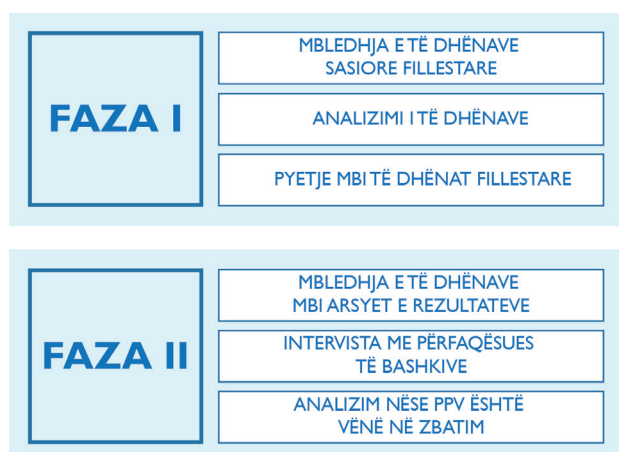 FAZA I
MBLEDHJA E TË DHËNAVE
SASIORE FILLESTARE
ANALIZIMI I TË DHËNAVE
PYETJE MBI TË DHËNAT FILLESTARE
FAZA II
MBLEDHJA E TË DHËNAVE
MBI ARSYET E REZULTATEVE
INTERVISTA ME PËRFAQËSUES
TË BASHKIVE
ANALIZIM NËSE PPV ËSHTË
VËNË NË ZBATIM